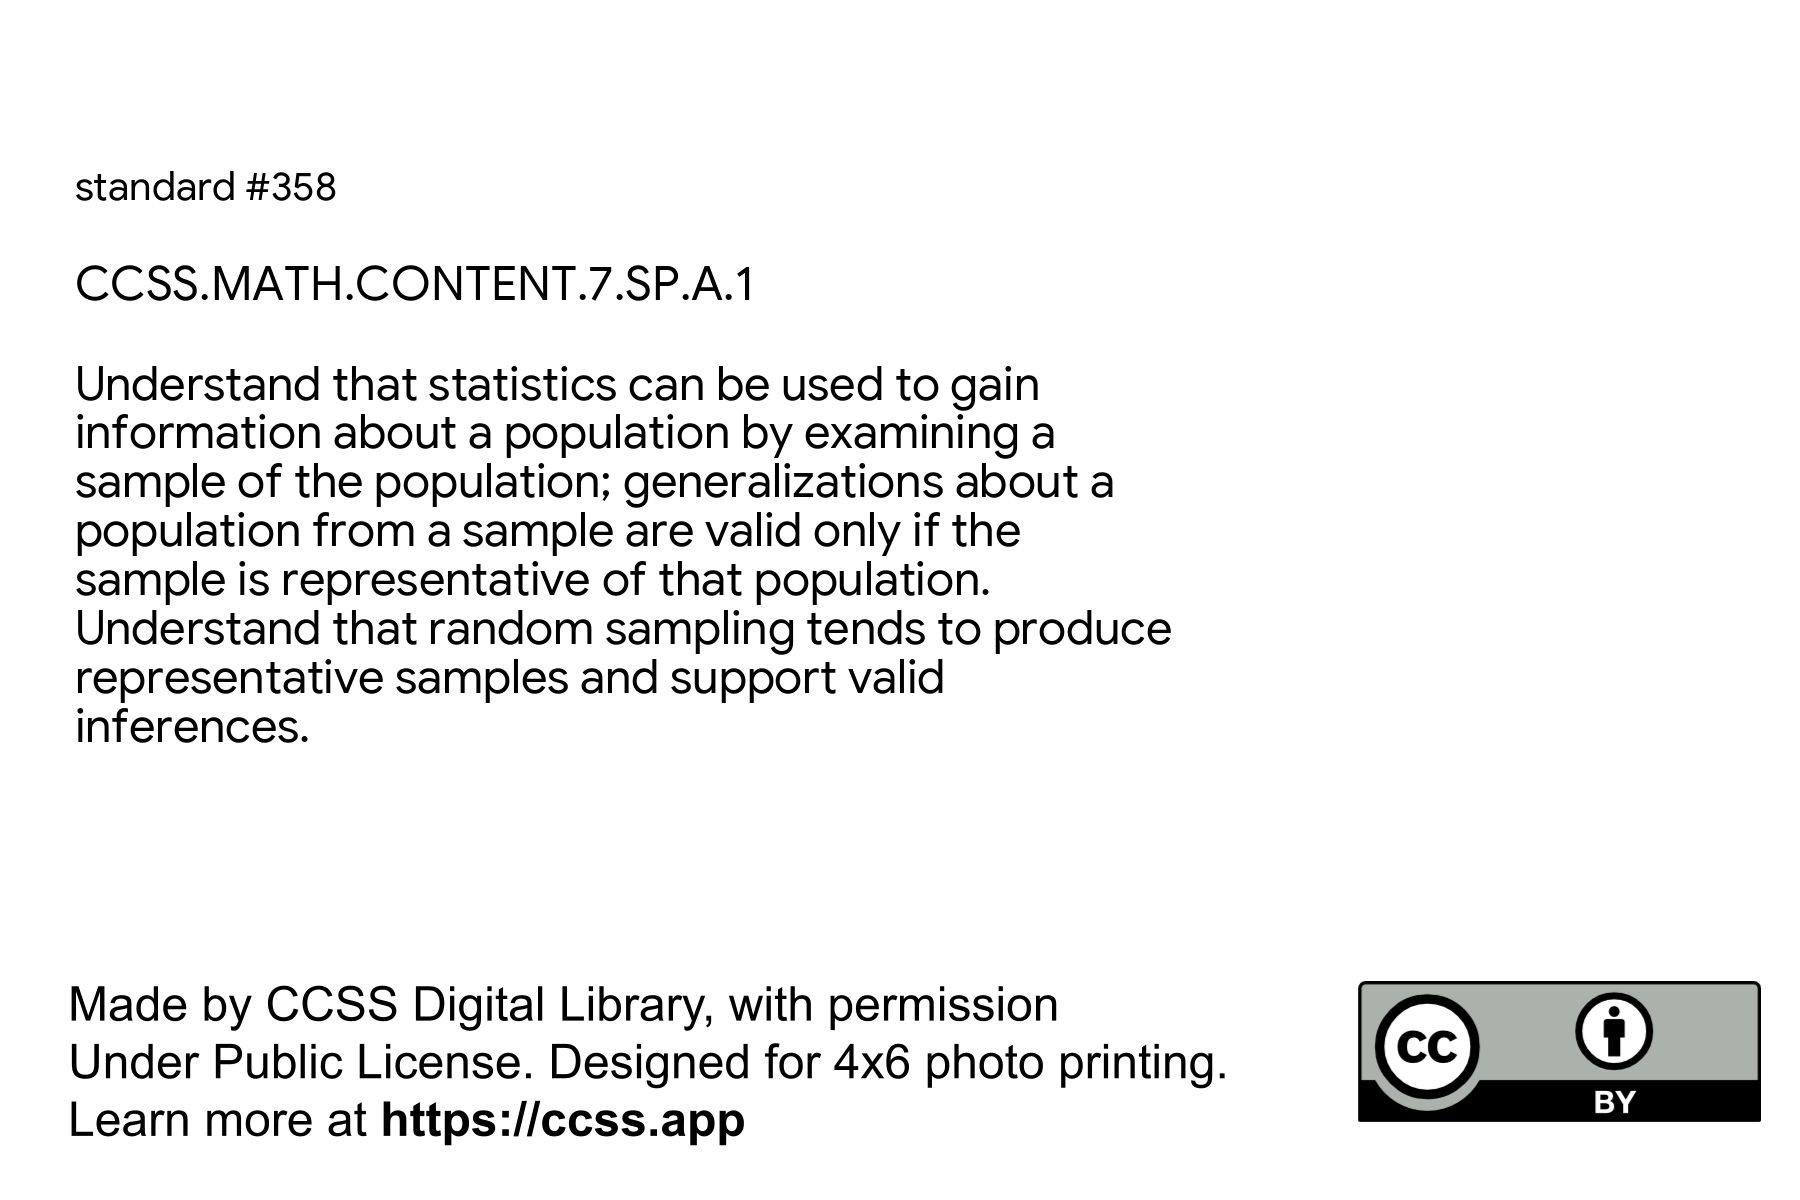 standard #358
CCSS.MATH.CONTENT.7.SP.A.1
Understand that statistics can be used to gain
information about a population by examining a
sample of the population; generalizations about a
population from a sample are valid only if the
sample is representative of that population.
Understand that random sampling tends to produce
representative samples and support valid
inferences.
Made by CCSS Digital Library, with permission
Under Public License. Designed for 4x6 photo printing.
Learn more at https://ccss.app
CC
BY